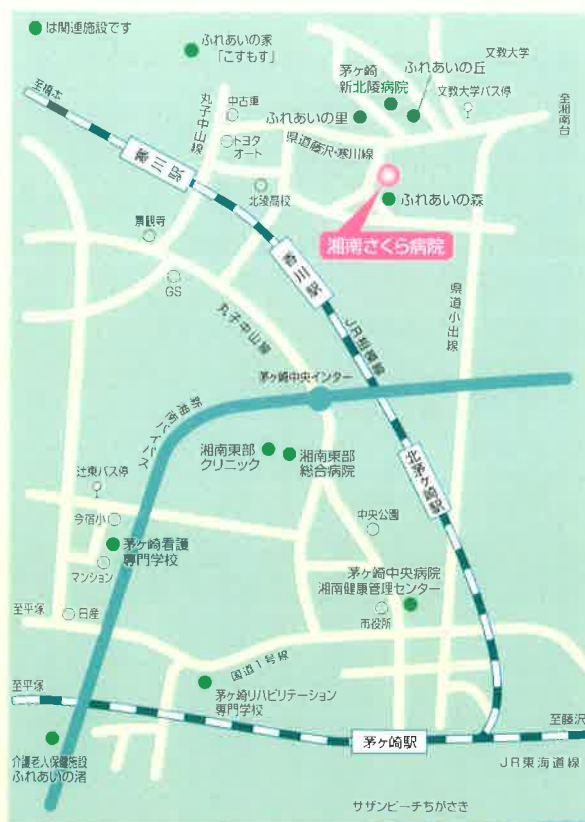 は関連施設です
ふれあいの家
「こすもす」
文教大学
茅ヶ崎
新北陵病院
ふれあいの丘
文教大学バス停
至橋本
丸子中山線
中古車
ふれあいの里
至湘南台
トヨタ
オート
県道藤沢・寒川線
寒川駅
北陵高校
ふれあいの森
景観寺
湘南さくら病院
香川駅
GS
県道小出線
丸子中山線
JR相模線
茅ヶ崎中央インター
新湘南バイパス
湘南東部
クリニック
湘南東部
総合病院
北茅ヶ崎駅
辻東バス停
今宿小
中央公園
茅ヶ崎看護
専門学校
マンション
茅ヶ崎中央病院
湘南健康管理センター
至平塚
日産
市役所
国道1号線
至平塚
茅ヶ崎リハビリテーション
専門学校
至藤沢
茅ヶ崎駅
介護老人保健施設
ふれあいの渚
JR東海道線
サザンビーチちがさき